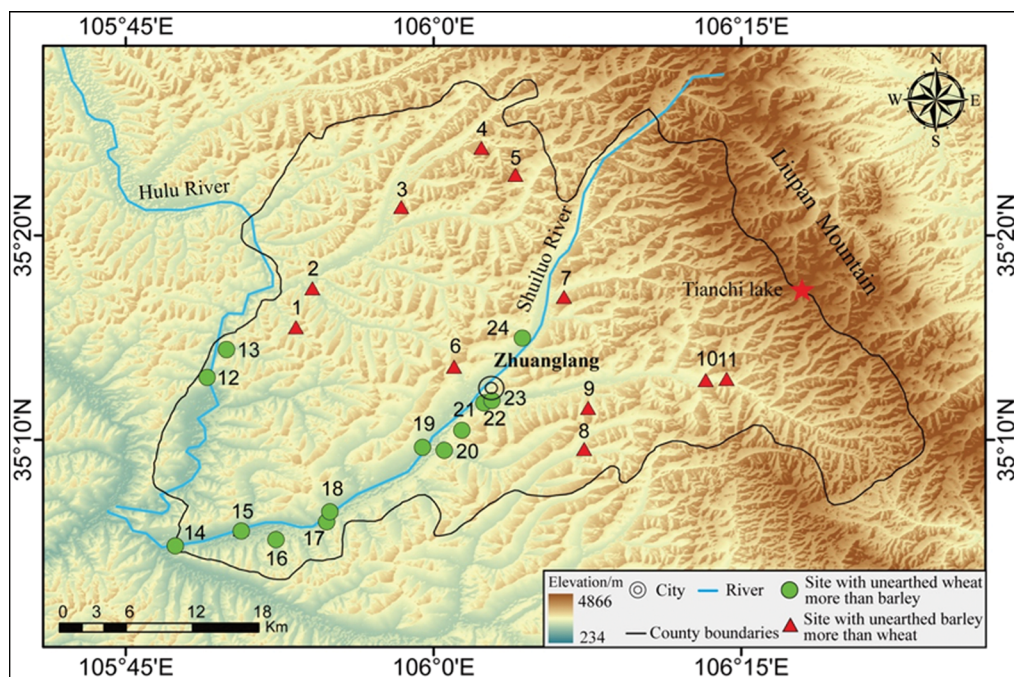 105°45'E 106°0'E 106°15'E
N
W E
S
35°20'N
35°10'N
35°20'N
35°10'N
Hulu River
Shuiluo River
Liupan Mountain
Tianchi lake
Zhuanglang
4
5
3
2
7
1
24
13
6
12
10 11
9
23
21
22
19
20
8
18
15
17
14
16
0 3 6 12 18
Km
Elevation/m
4866
234
City
River
County boundaries
Site with unearthed wheat
more than barley
Site with unearthed barley
more than wheat
105°45'E 106°0'E 106°15'E